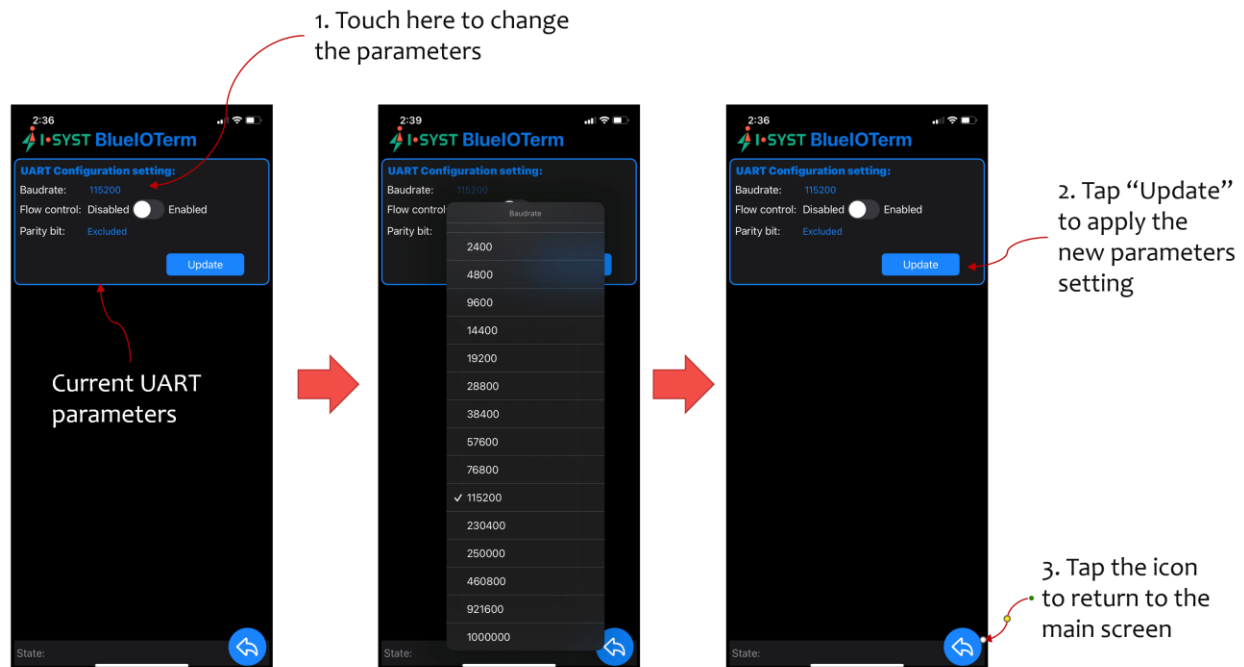 1. Touch here to change
the parameters
2:36
I-SYST BlueIOTerm
UART Configuration setting:
Baudrate: 115200
Flow control: Disabled Enabled
Parity bit: Excluded
Update
Current UART
parameters
2:39
I-SYST BlueIOTerm
UART Configuration setting:
Baudrate: 115200
Flow control
Parity bit:
Baudrate
2400
4800
9600
14400
19200
28800
38400
57600
76800
✓ 115200
230400
250000
460800
921600
1000000
State:
State:
2:36
I-SYST BlueIOTerm
UART Configuration setting:
Baudrate: 115200
Flow control: Disabled Enabled
Parity bit: Excluded
Update
State:
2. Tap “Update”
to apply the
new parameters
setting
3. Tap the icon
to return to the
main screen